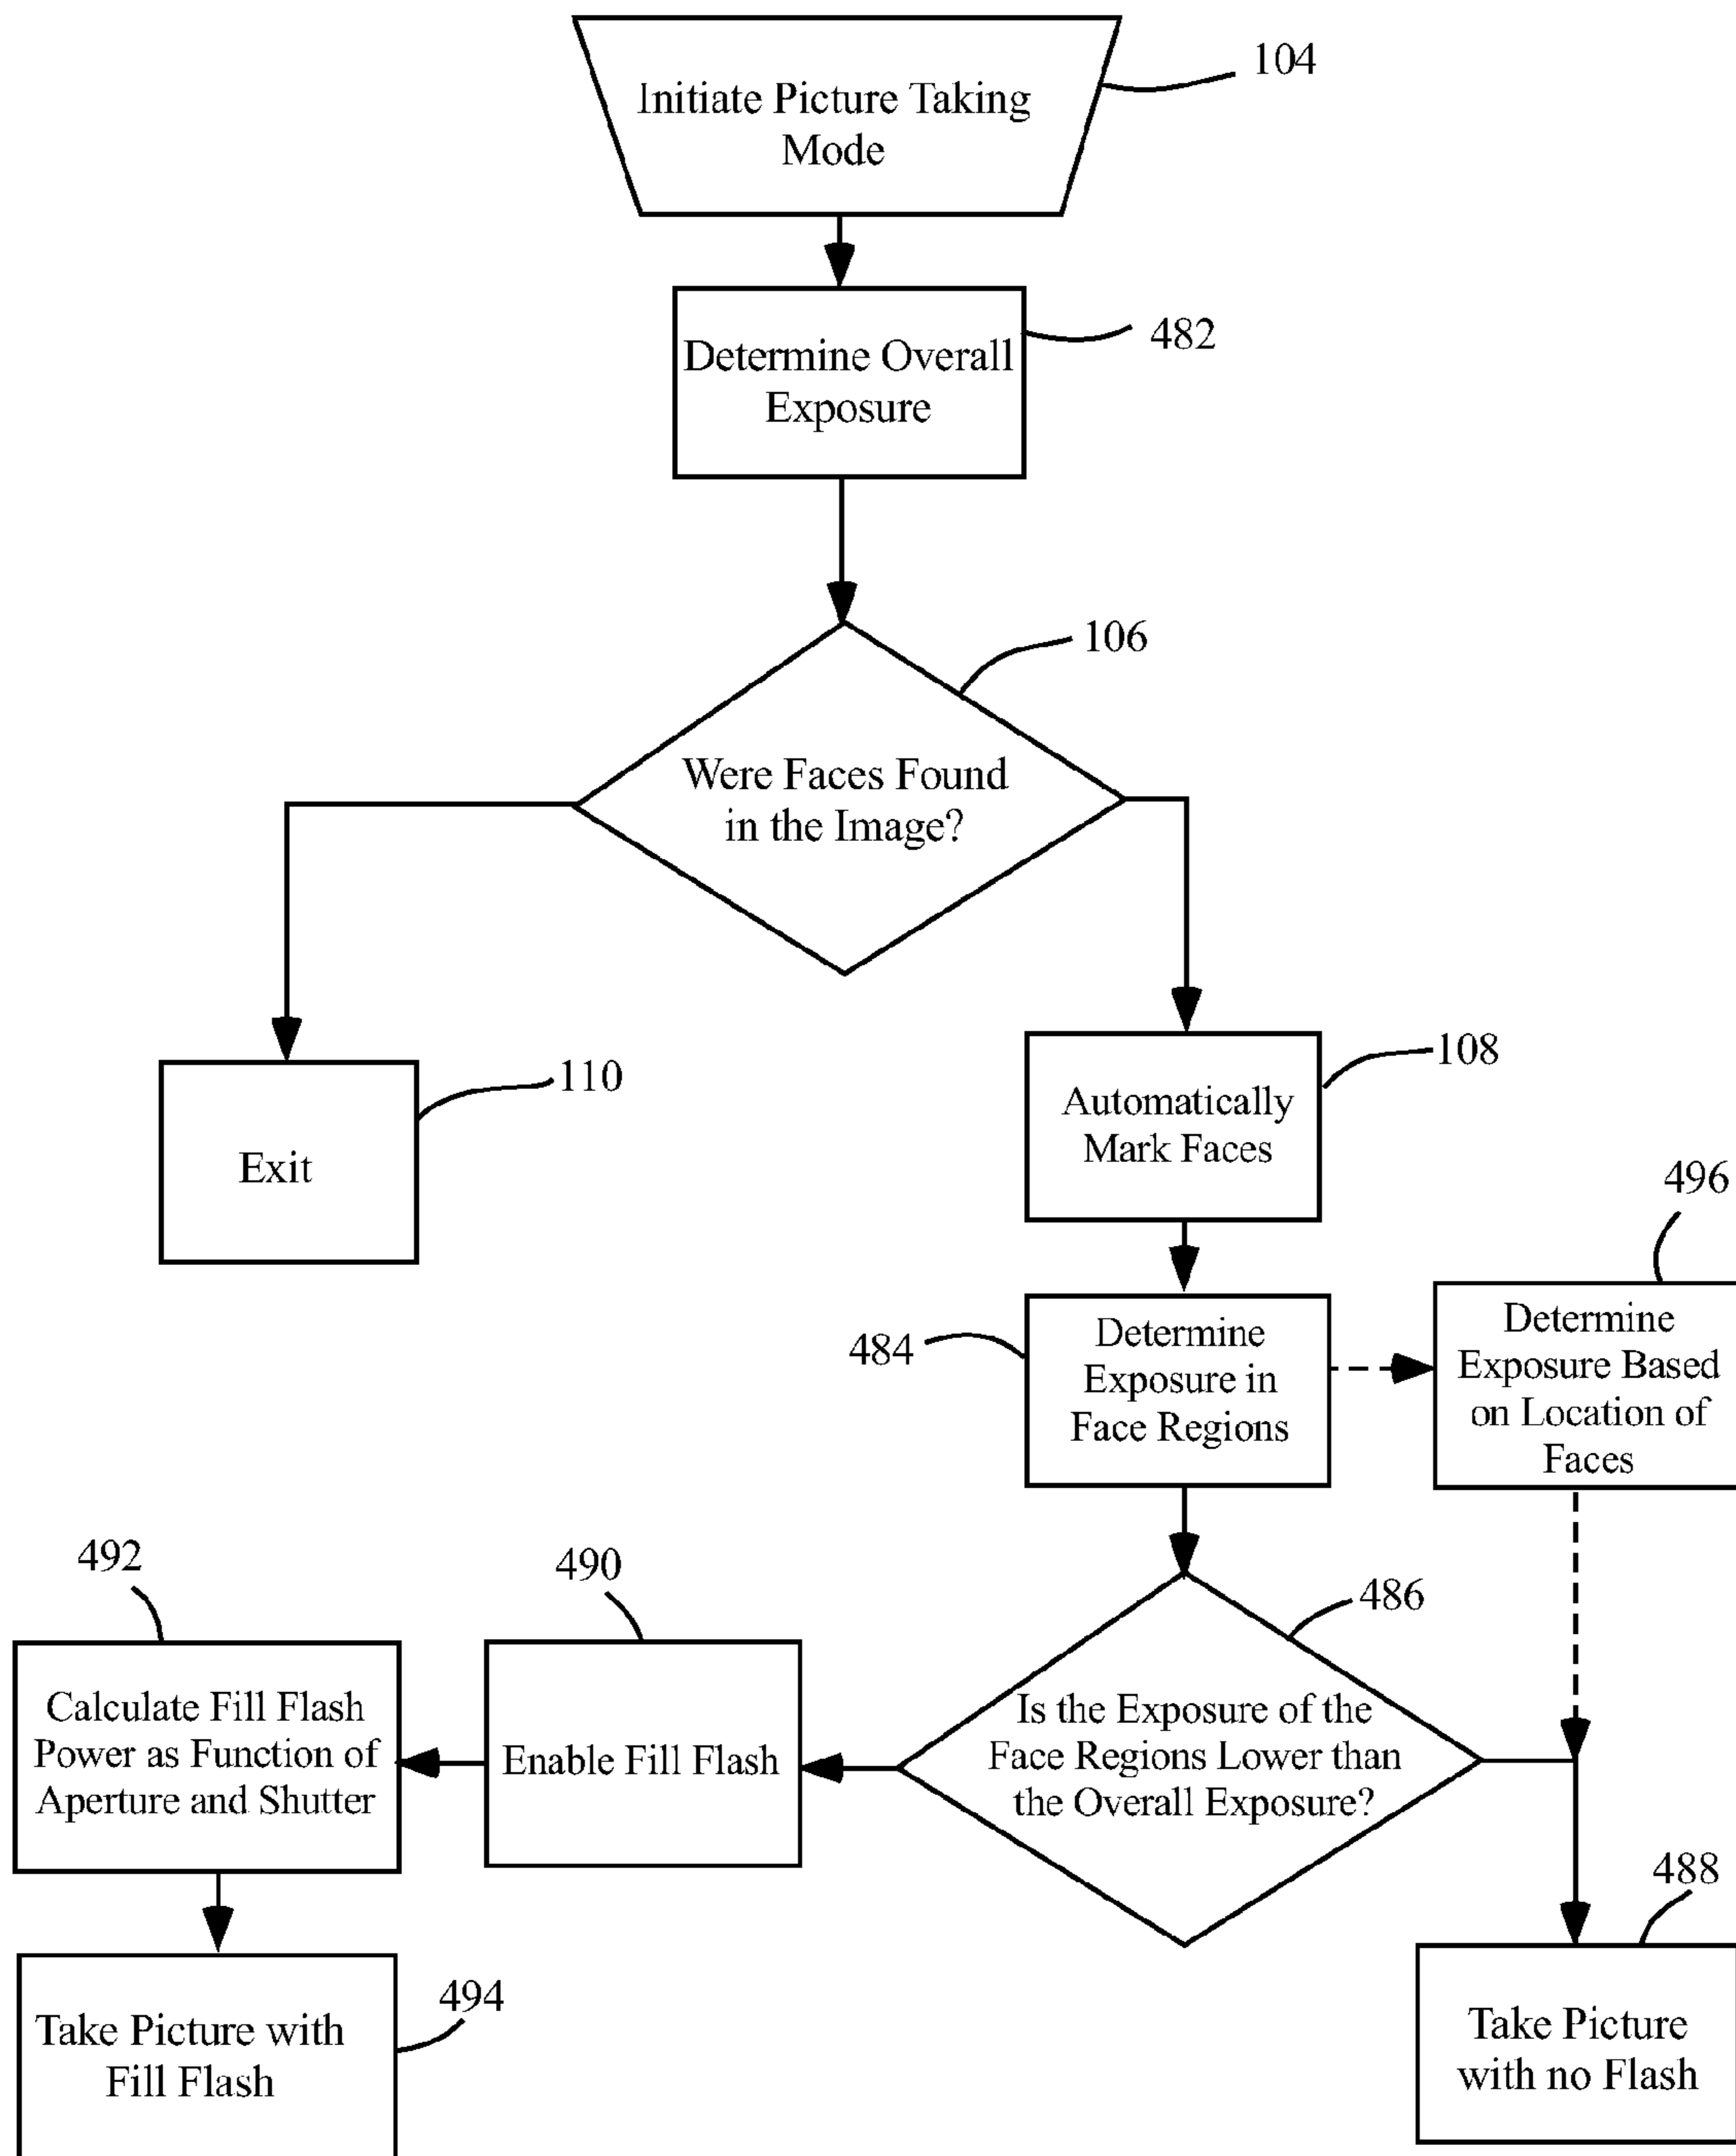 Initiate Picture Taking
Mode
104
Determine Overall
Exposure
482
Were Faces Found
in the Image?
106
Exit
110
Automatically
Mark Faces
108
Determine
Exposure in
Face Regions
484
Determine
Exposure Based
on Location of
Faces
496
Is the Exposure of the
Face Regions Lower than
the Overall Exposure?
486
Enable Fill Flash
490
Calculate Fill Flash
Power as Function of
Aperture and Shutter
492
Take Picture with
Fill Flash
494
Take Picture
with no Flash
488